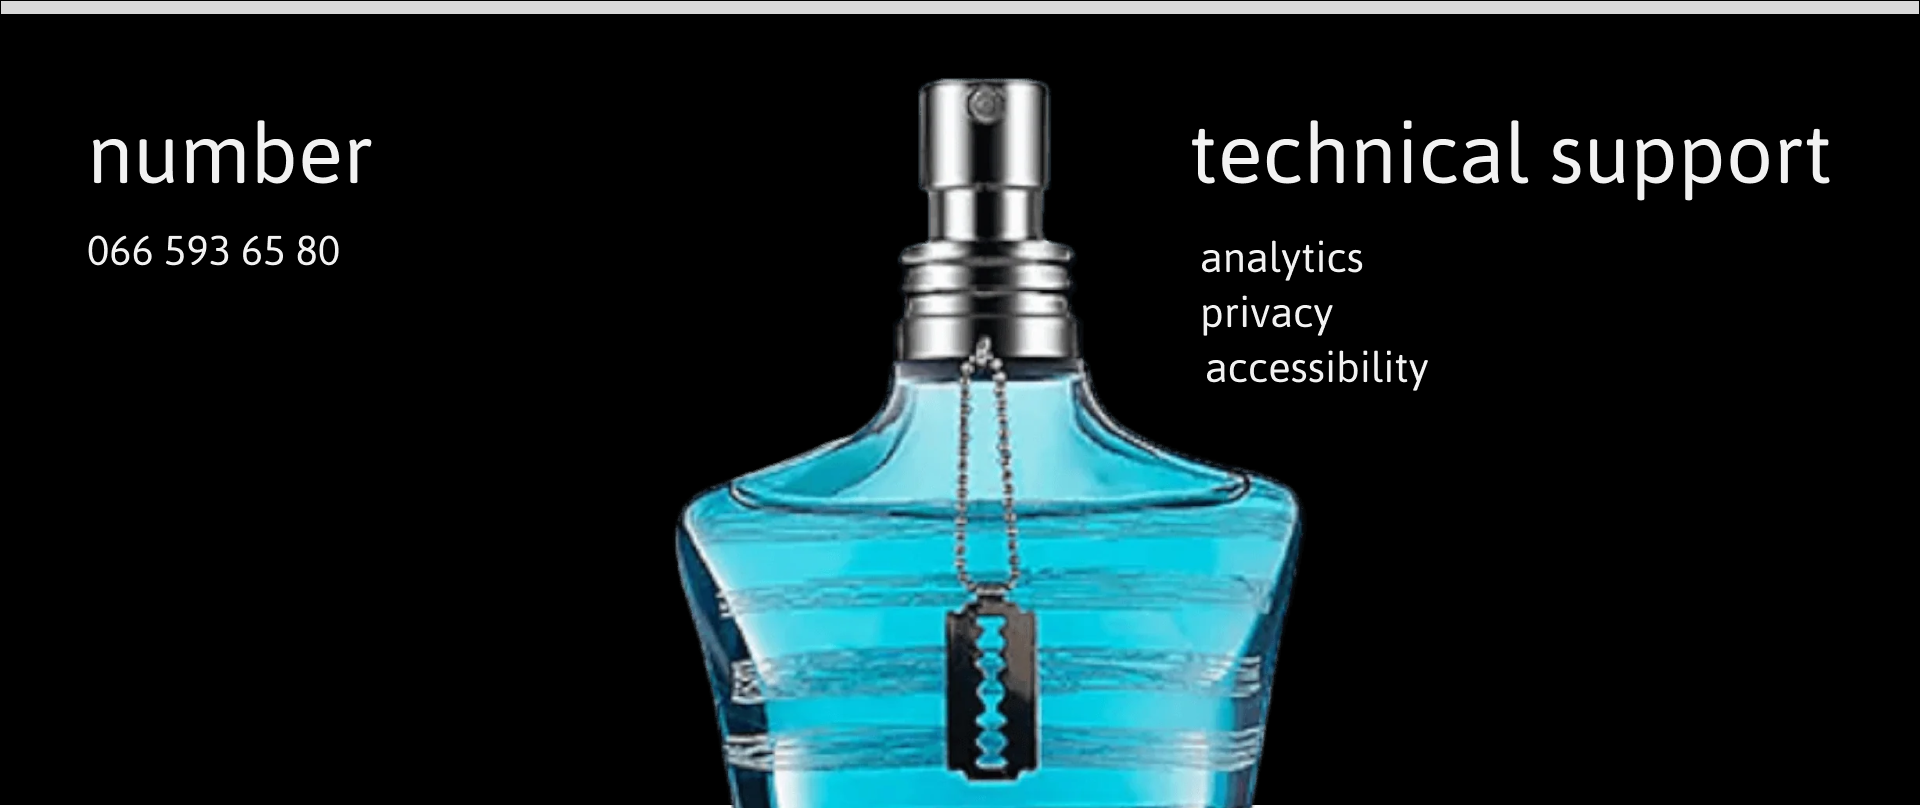 number
066 593 65 80
technical support
analytics
privacy
accessibility